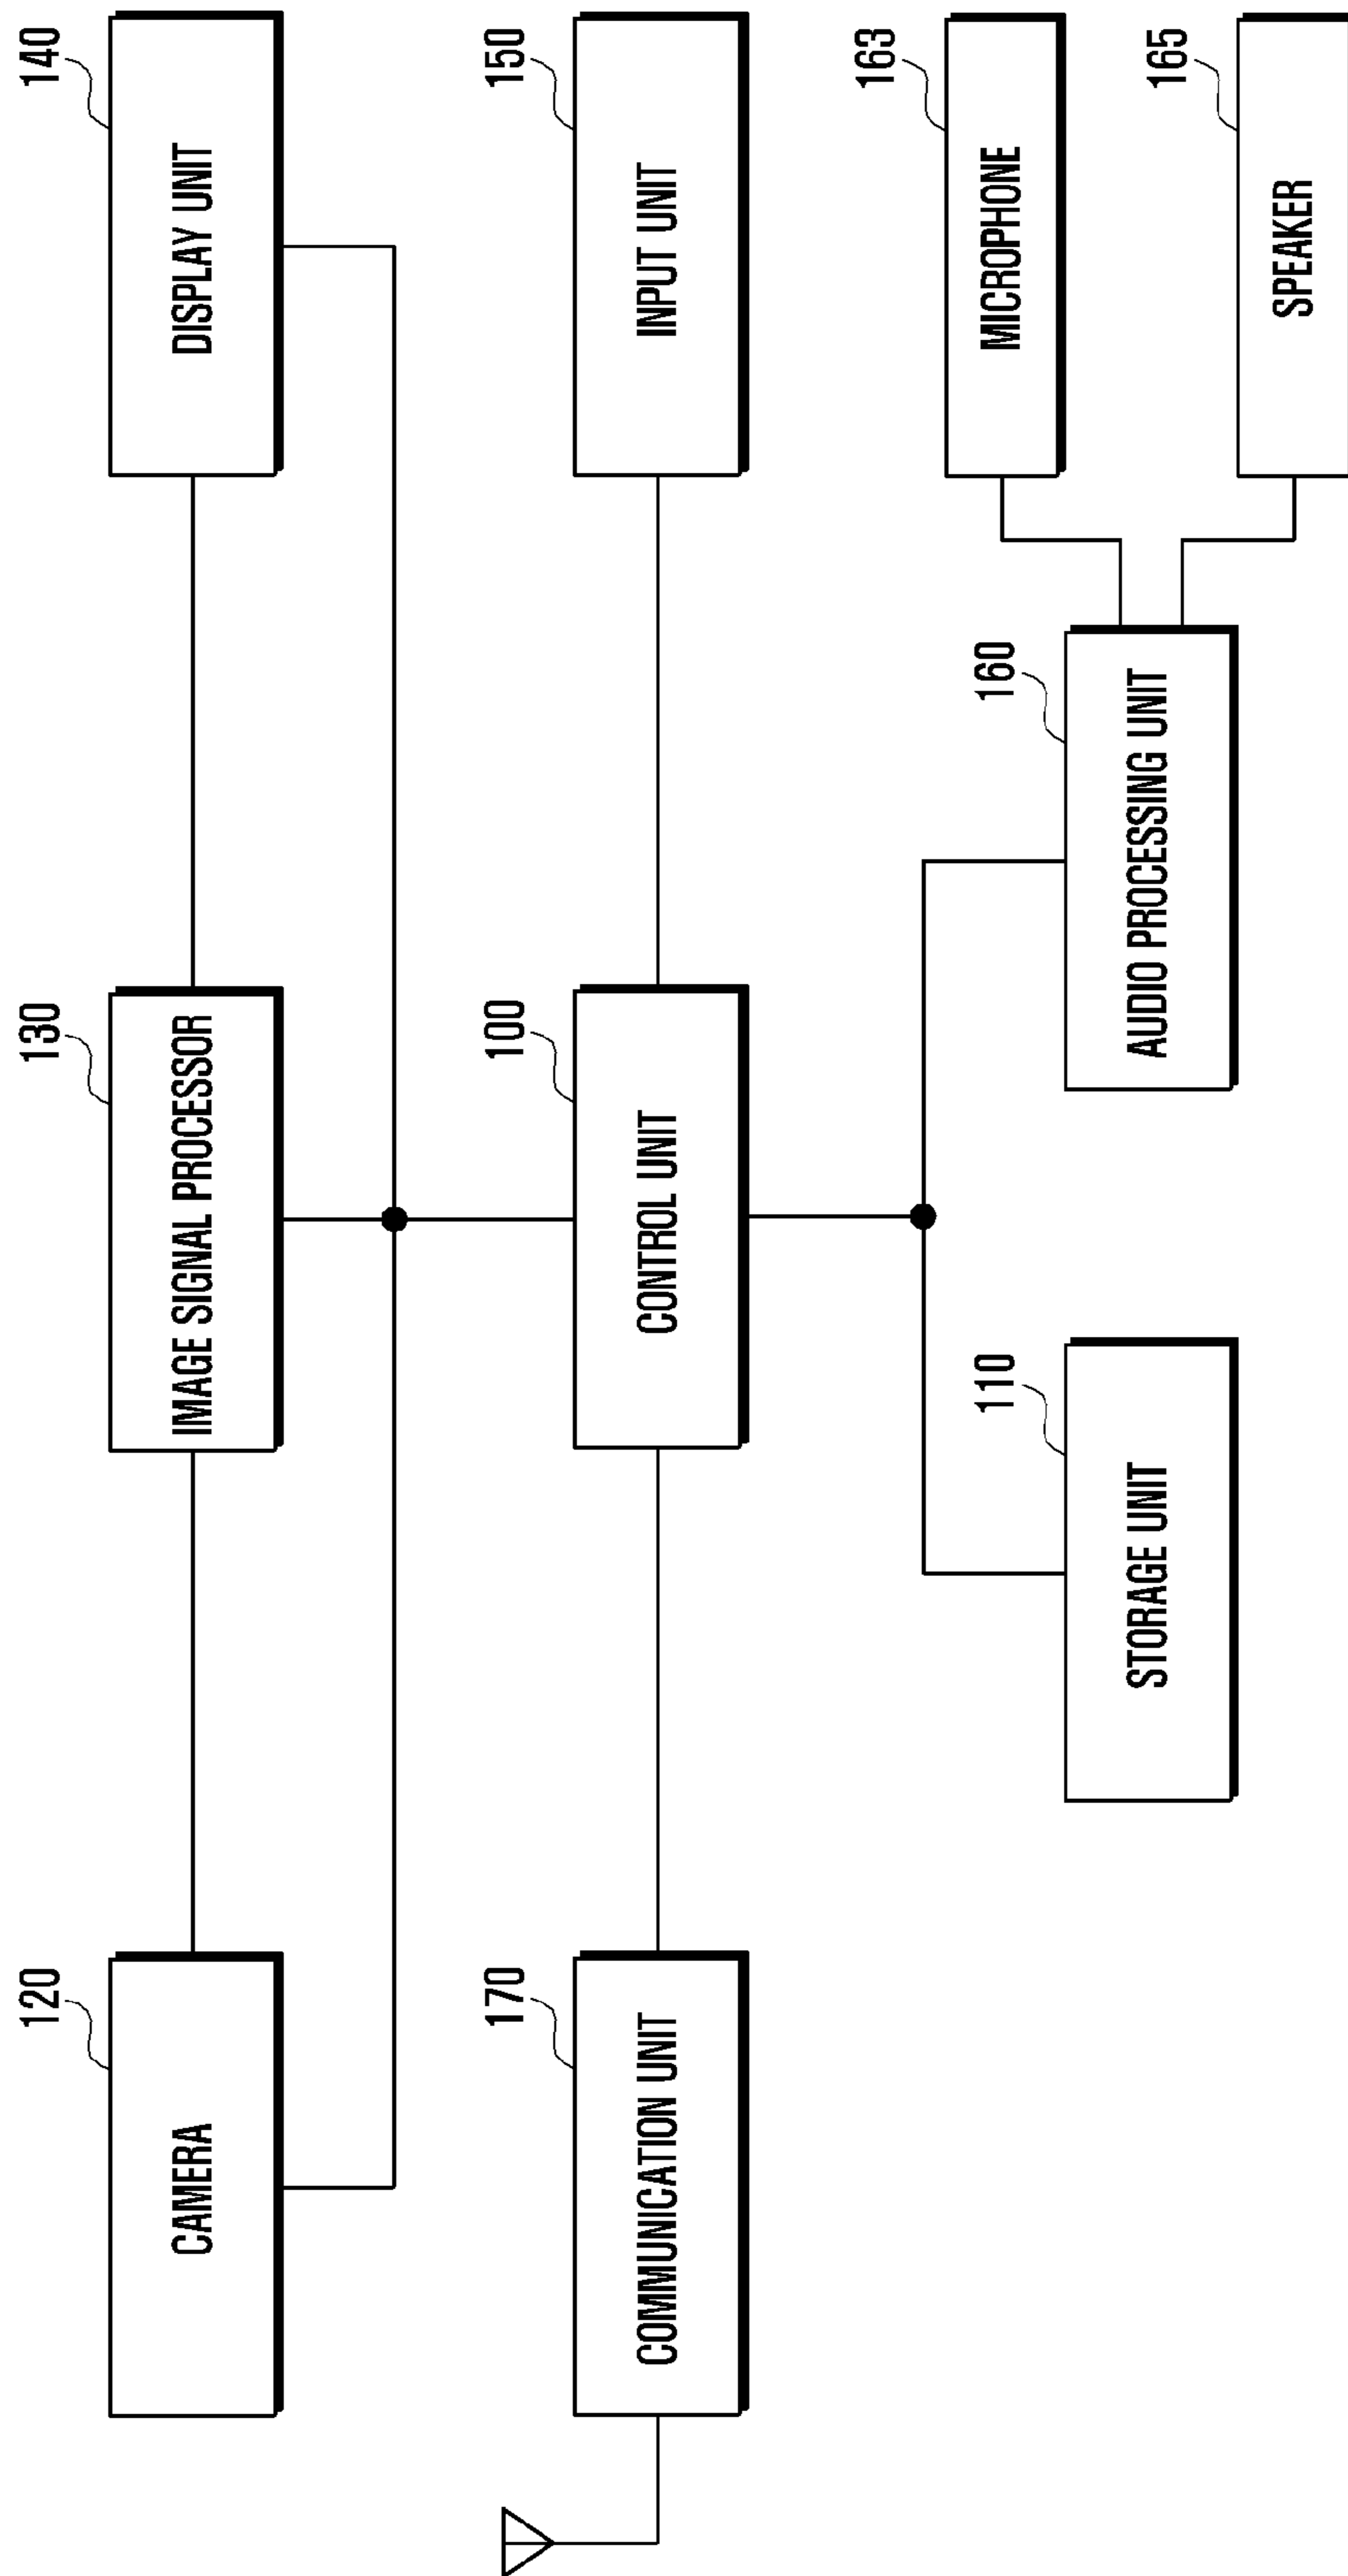 120
CAMERA
130
IMAGE SIGNAL PROCESSOR
140
DISPLAY UNIT
170
COMMUNICATION UNIT
100
CONTROL UNIT
150
INPUT UNIT
110
STORAGE UNIT
160
AUDIO PROCESSING UNIT
163
MICROPHONE
165
SPEAKER